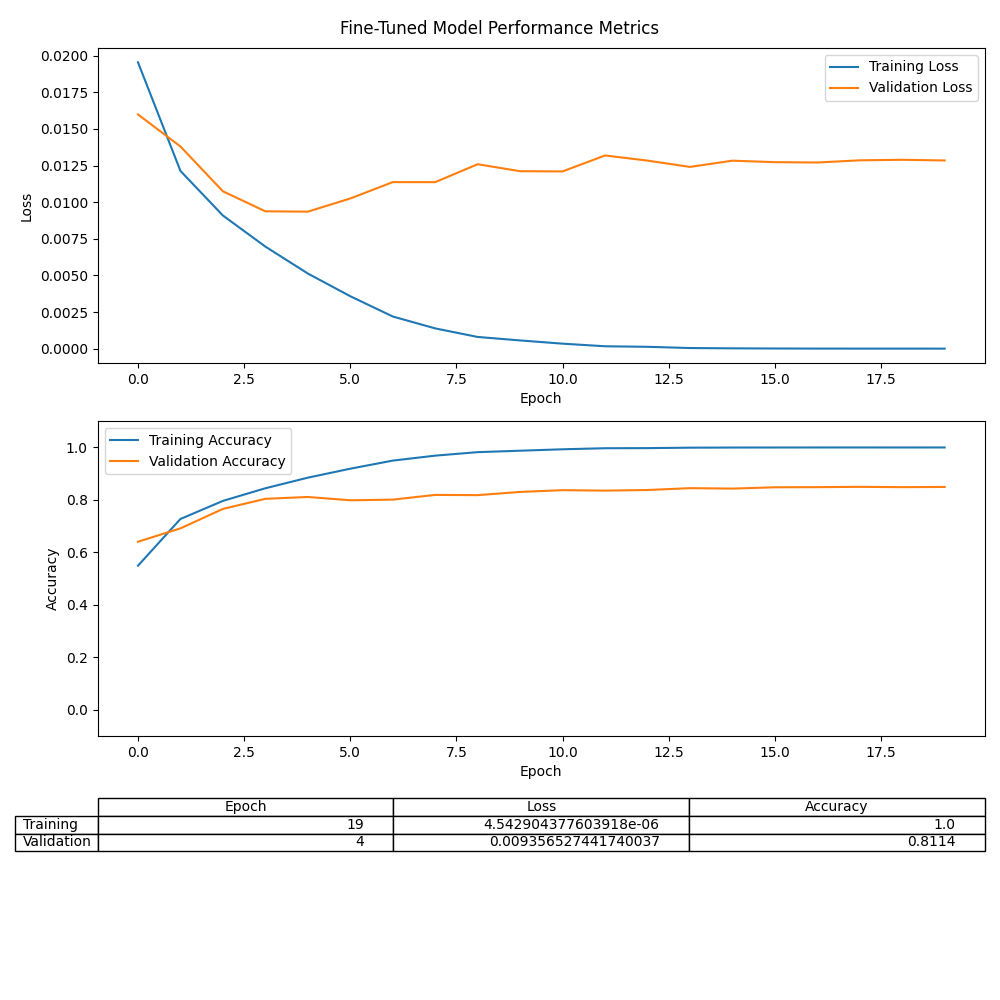 Fine-Tuned Model Performance Metrics
0.0200
0.0175
0.0150
0.0125
0.0100
0.0075
0.0050
0.0025
0.0000
Loss
Training Loss
Validation Loss
0.0 2.5 5.0 7.5 10.0 12.5 15.0 17.5
Epoch
1.0
0.8
0.6
0.4
0.2
0.0
Accuracy
Training Accuracy
Validation Accuracy
0.0 2.5 5.0 7.5 10.0 12.5 15.0 17.5
Epoch
Epoch Loss Accuracy
Training 19 4.542904377603918e-06 1.0
Validation 4 0.009356527441740037 0.8114